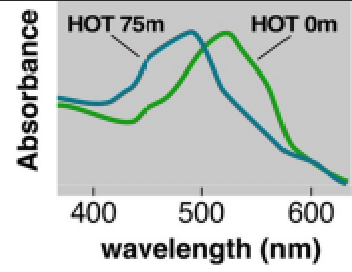 HOT 75m
HOT 0m
Absorbance
400
500
600
wavelength (nm)